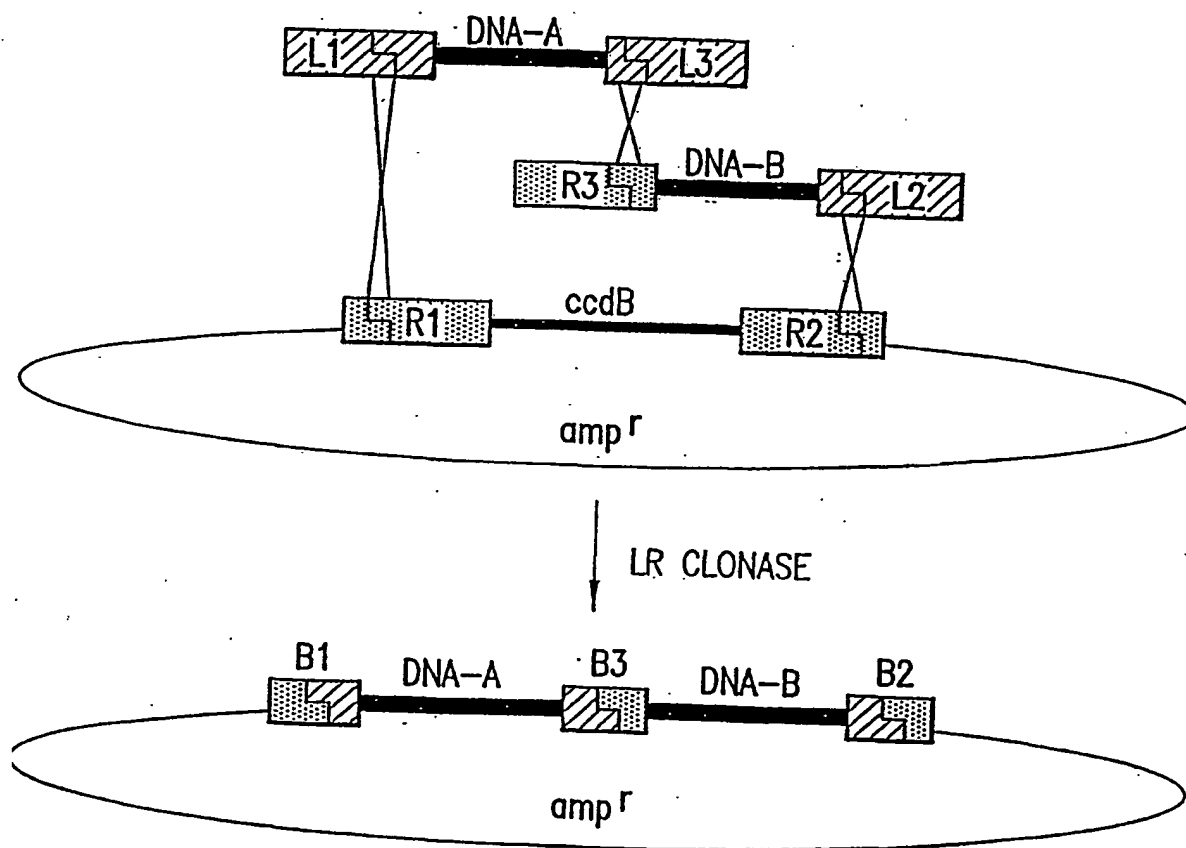 DNA-A
L1
L3
DNA-B
R3
L2
ccdB
R1
R2
amp r
LR CLONASE
B1
DNA-A
B3
DNA-B
B2
amp r